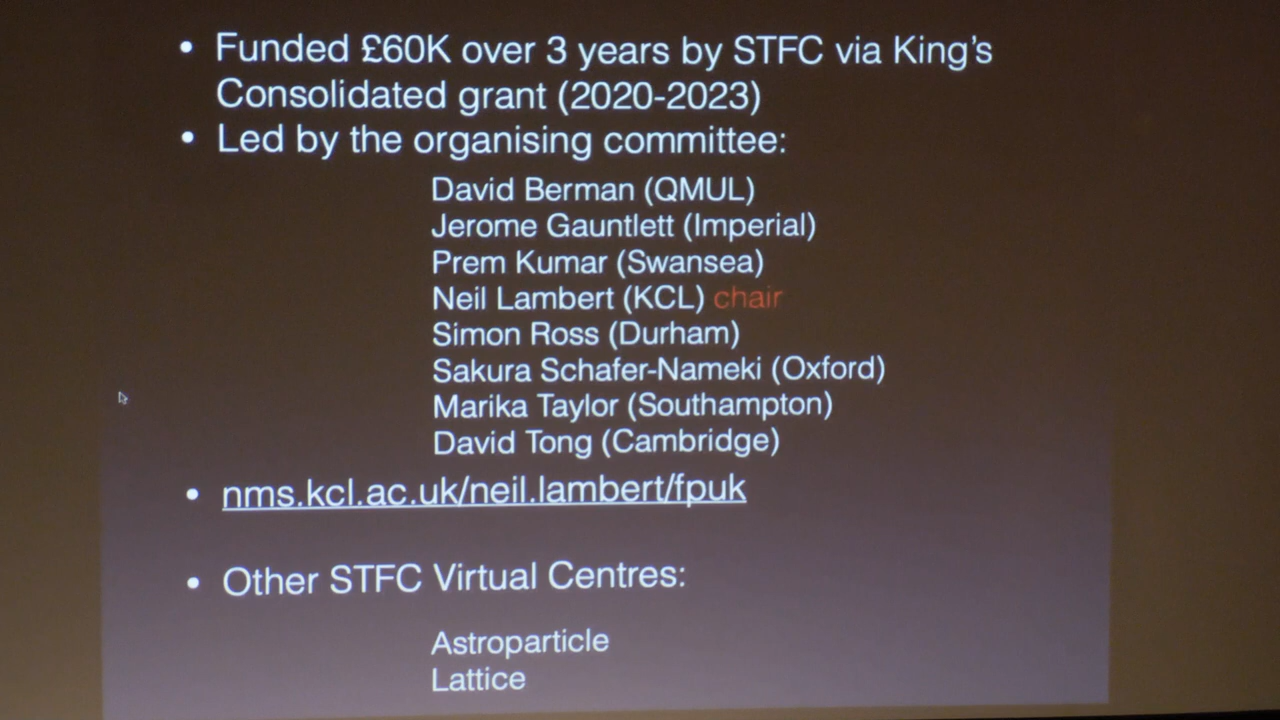 • Funded £60K over 3 years by STFC via King's
Consolidated grant (2020-2023)
• Led by the organising committee:
David Berman (QMUL)
Jerome Gauntlett (Imperial)
Prem Kumar (Swansea)
Neil Lambert (KCL) chair
Simon Ross (Durham)
Sakura Schafer-Nameki (Oxford)
Marika Taylor (Southampton)
David Tong (Cambridge)
• nms.kcl.ac.uk/neil.lambert/fpuk
• Other STFC Virtual Centres:
Astroparticle
Lattice